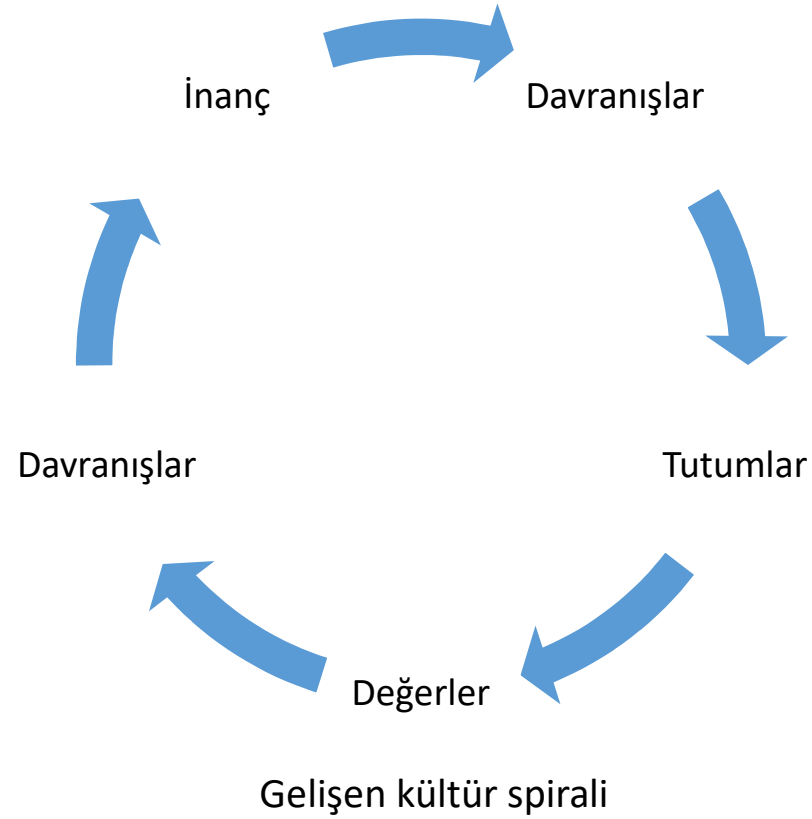 İnanç
Davranışlar
Tutumlar
Değerler
Davranışlar
Gelişen kültür spirali